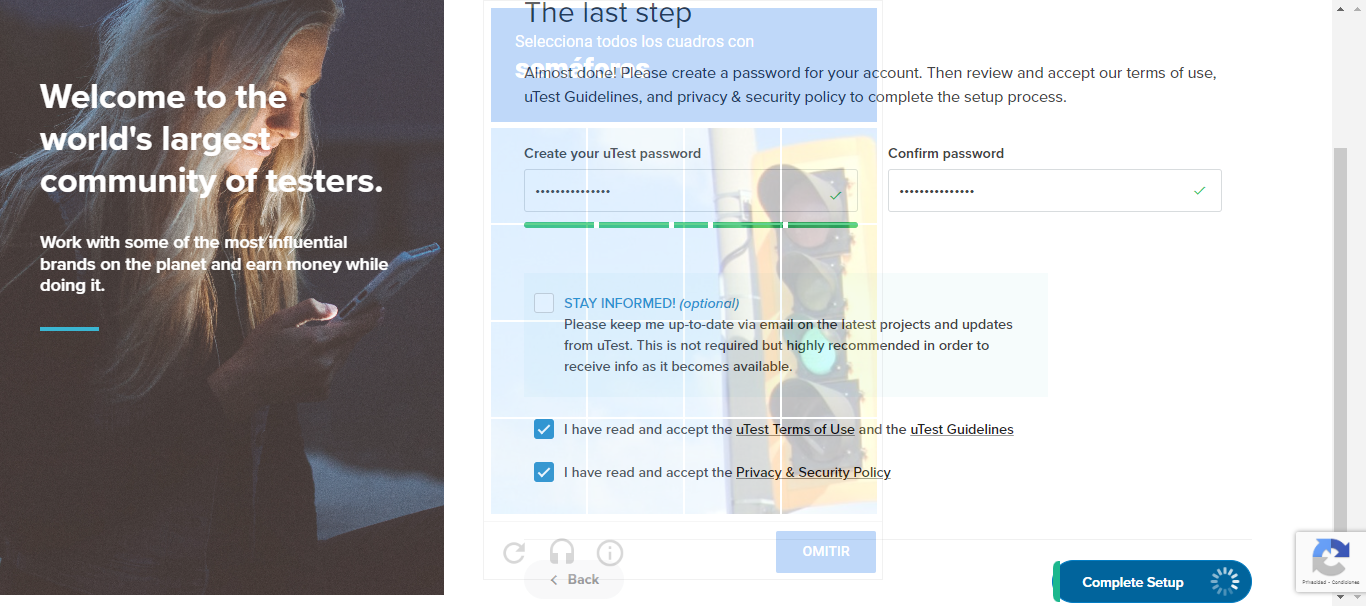 Welcome to the
world's largest
community of testers.
Work with some of the most influential
brands on the planet and earn money while
doing it.
The last step
Selecciona todos los cuadros con
semáforos
Almost done! Please create a password for your account. Then review and accept our terms of use,
uTest Guidelines, and privacy & security policy to complete the setup process.
Create your uTest password
Confirm password
STAY INFORMED! (optional)
Please keep me up-to-date via email on the latest projects and updates
from uTest. This is not required but highly recommended in order to
receive info as it becomes available.
I have read and accept the uTest Terms of Use and the uTest Guidelines
I have read and accept the Privacy & Security Policy
OMITIR
Back
Complete Setup
Privacidad - Condiciones